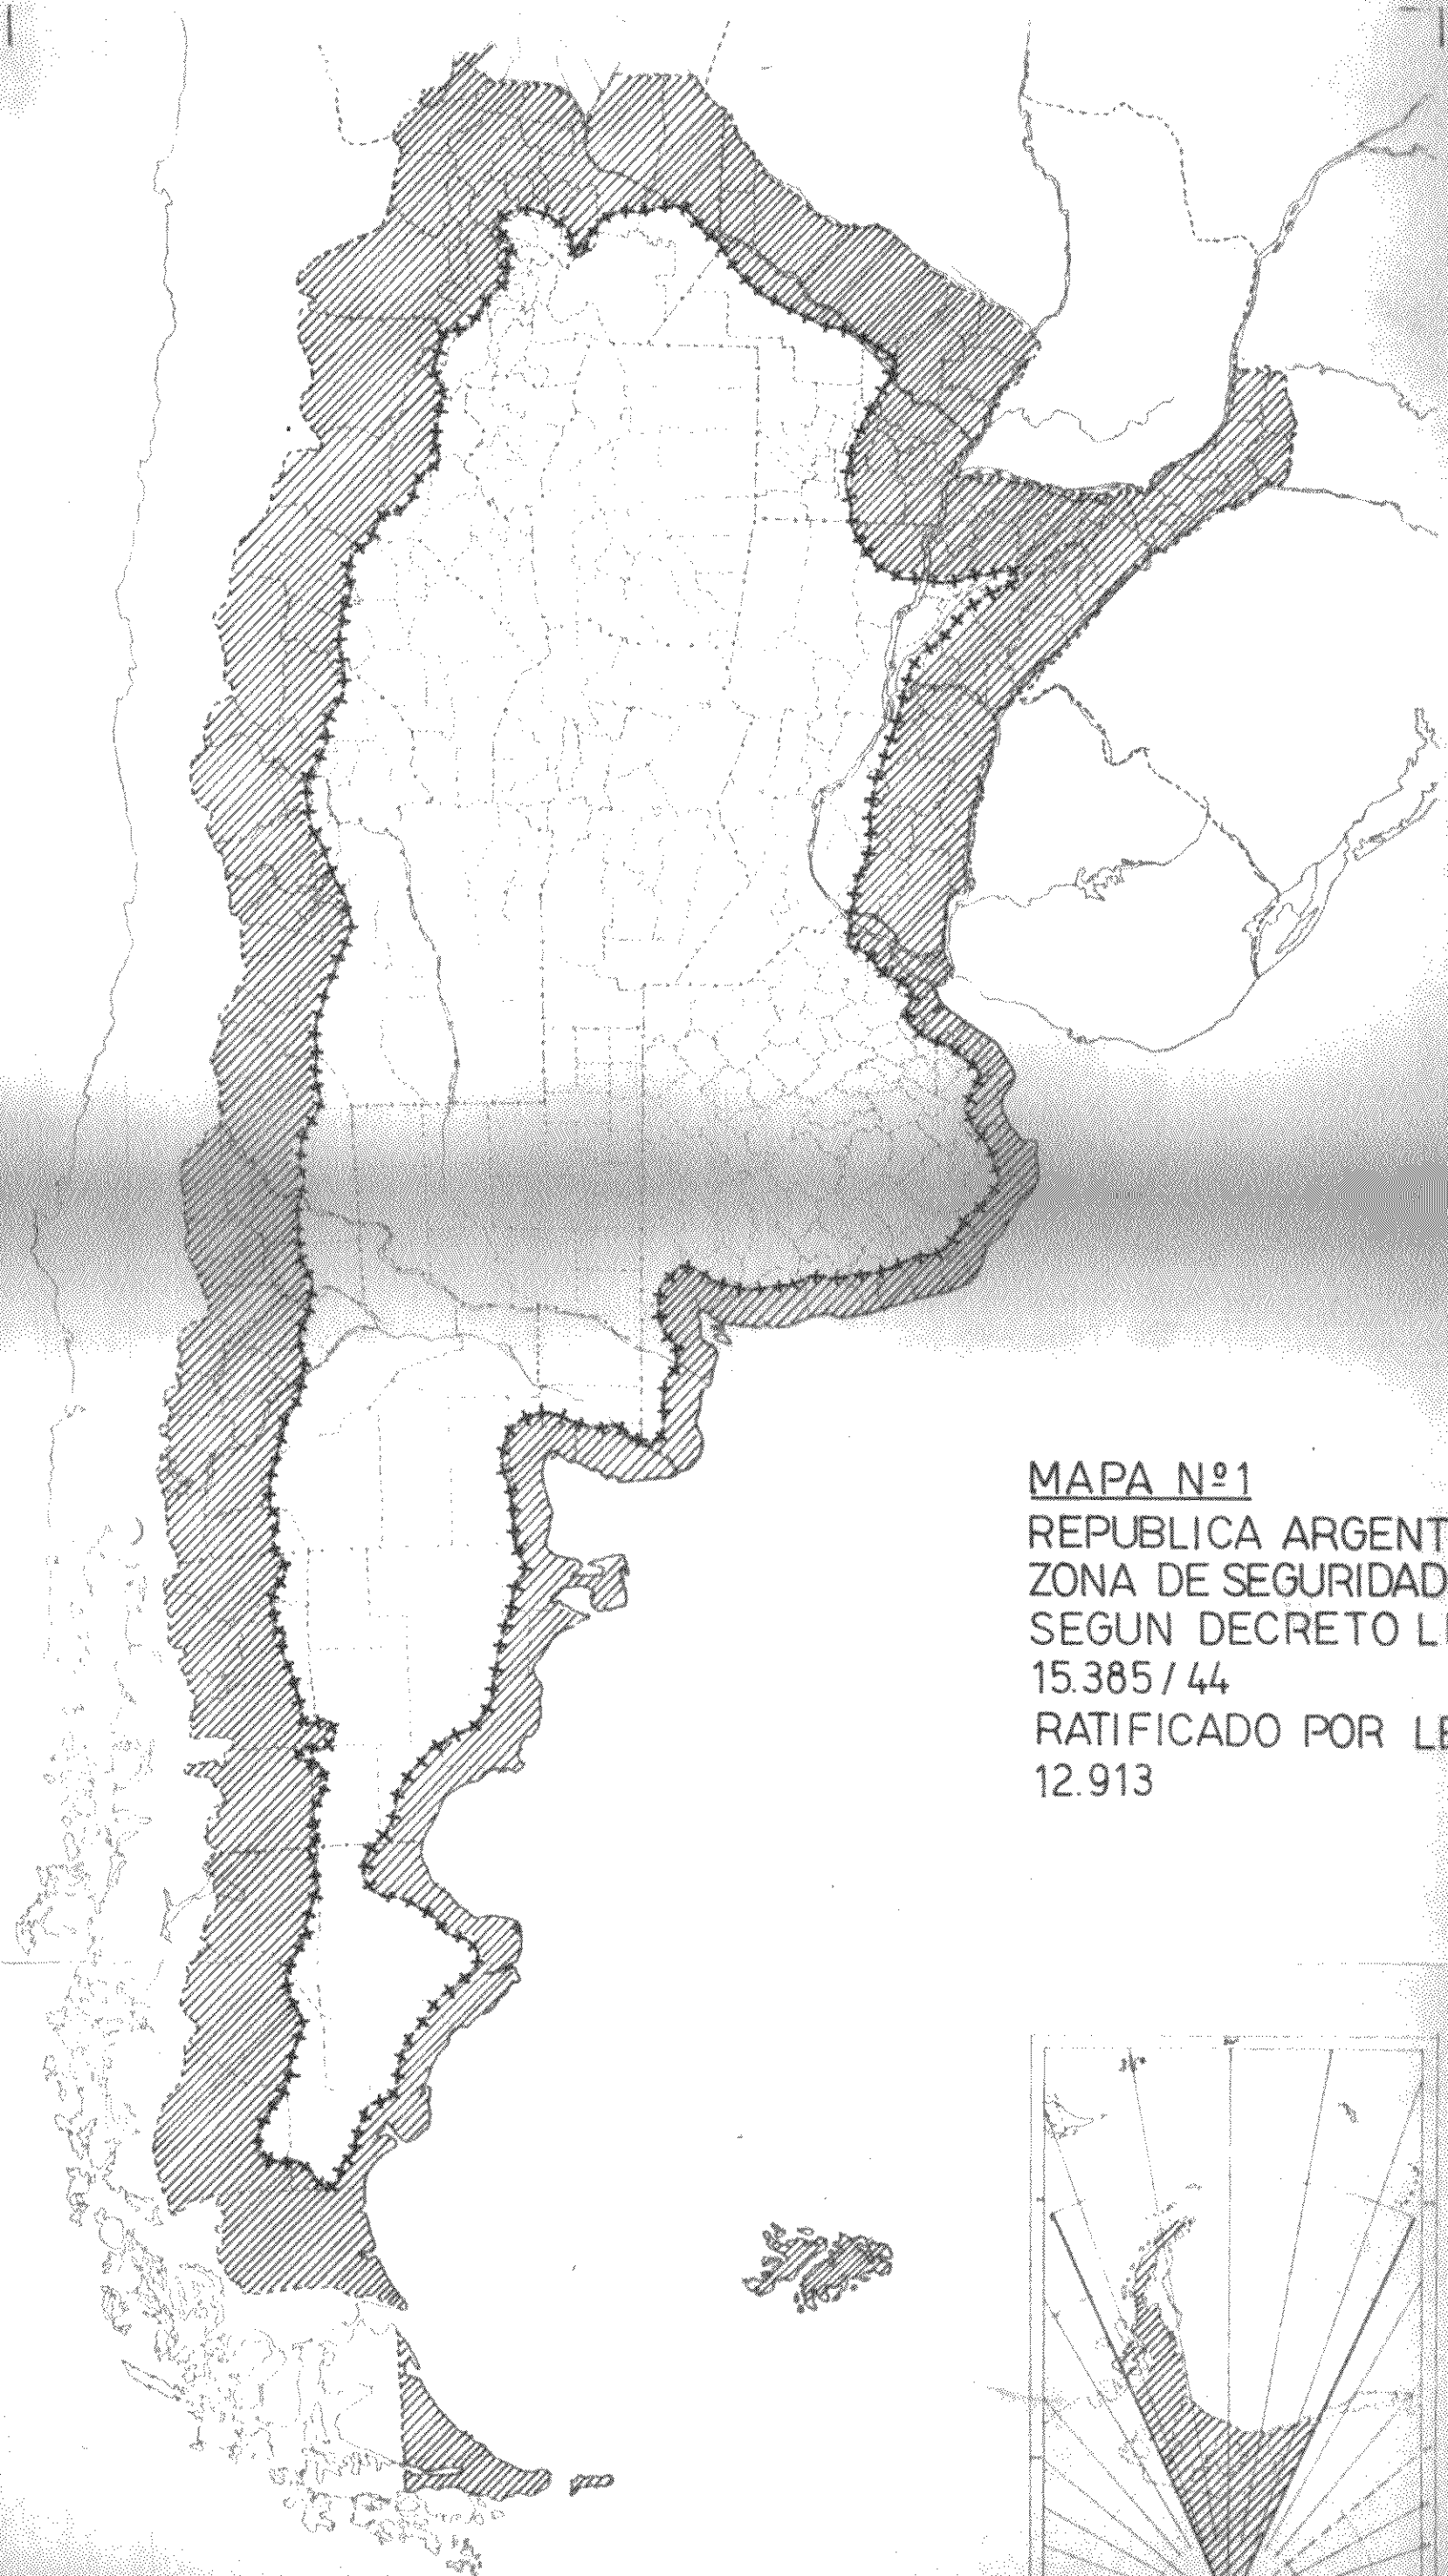 MAPA Nº1
REPUBLICA ARGENT
ZONA DE SEGURIDAD
SEGUN DECRETO L
15.385 / 44
RATIFICADO POR LE
12.913